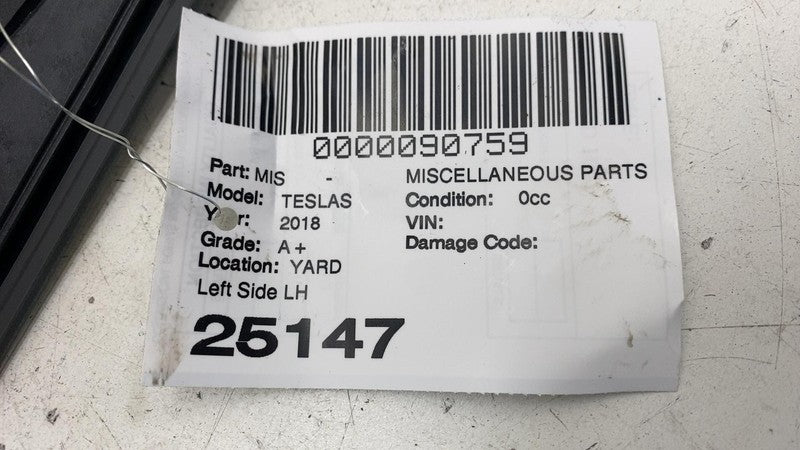 0000090759
Part: MIS - MISCELLANEOUS PARTS
Model: TESLAS Condition: 0cc
2018 VIN:
Grade: A+ Damage Code:
Location: YARD
Left Side LH
25147